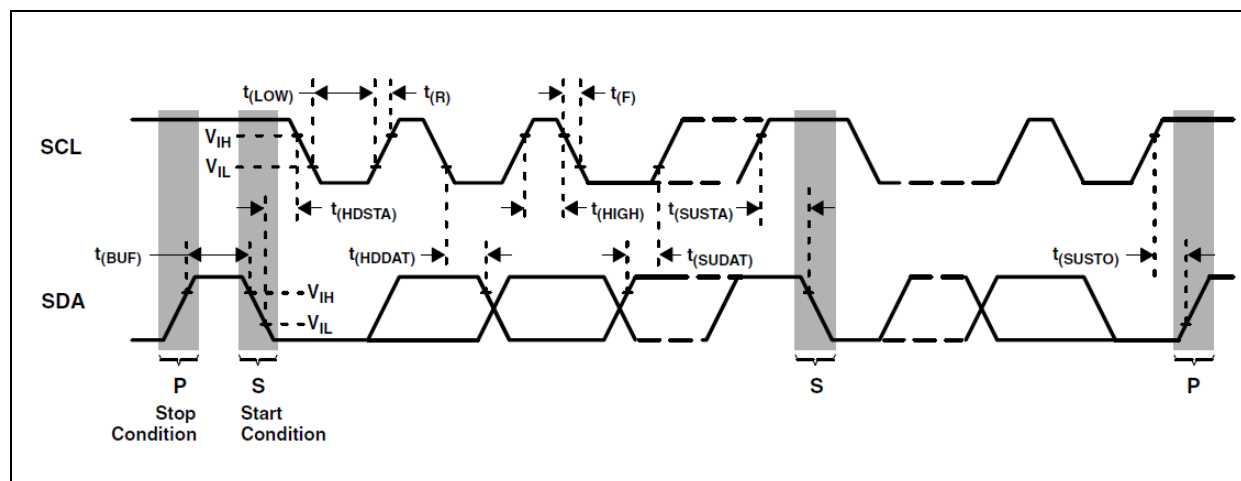 t(LOW)
t(R)
t(F)
SCL
VIH
VIL
t(HDSTA)
t(HIGH)
t(SUSTA)
t(BUF)
t(HDDAT)
t(SUDAT)
t(SUSTO)
SDA
VIH
VIL
P
S
S
P
Stop
Condition
Start
Condition